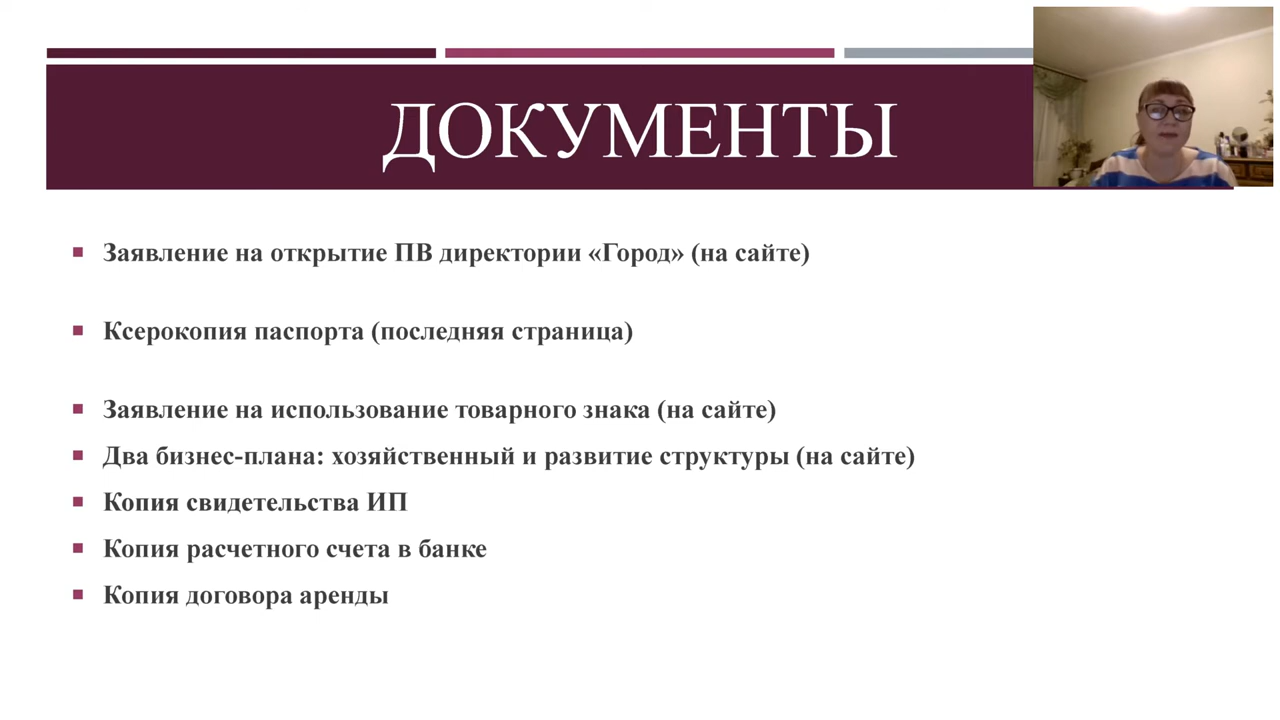 ДОКУМЕНТЫ
Заявление на открытие ПВ директории «Город» (на сайте)
Ксерокопия паспорта (последняя страница)
Заявление на использование товарного знака (на сайте)
Два бизнес-плана: хозяйственный и развитие структуры (на сайте)
Копия свидетельства ИП
Копия расчетного счета в банке
Копия договора аренды